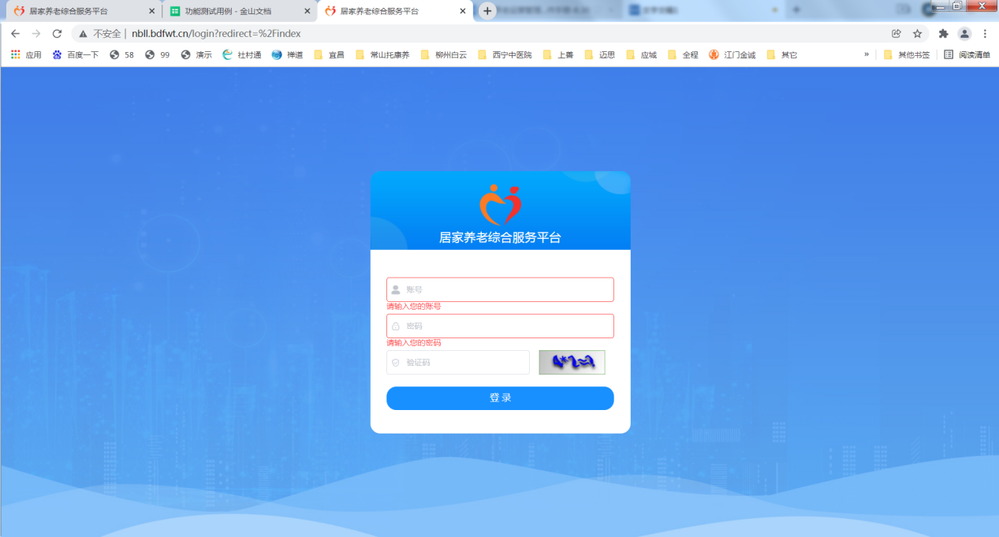 居家养老综合服务平台
功能测试用例 - 金山文档
居家养老综合服务平台
不安全 | nbll.bdfwt.cn/login?redirect=%2Findex
应用 百度一下 58 99 演示 社村通 禅道 宜昌 常山托康养 柳州白云 西宁中医院 上善 迈思 应城 全程 江门金诚 其它 » 其他书签 阅读清单
居家养老综合服务平台
账号
请输入您的账号
密码
请输入您的密码
验证码
登 录